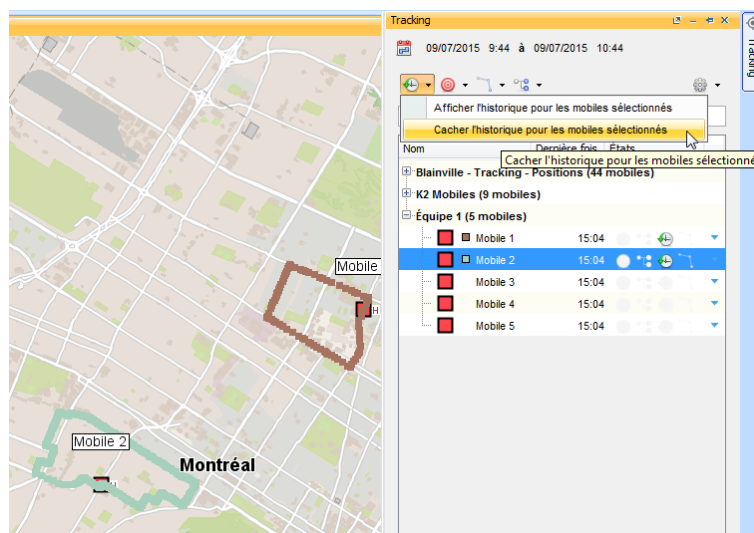 Tracking
09/07/2015 9:44 à 09/07/2015 10:44
Tracking
Afficher l'historique pour les mobiles sélectionnés
Cacher l'historique pour les mobiles sélectionnés
Nom Dernière fois États
Cacher l'historique pour les mobiles sélectionné
Blainville - Tracking - Positions (44 mobiles)
K2 Mobiles (9 mobiles)
Équipe 1 (5 mobiles)
Mobile 1 15:04
Mobile 2 15:04
Mobile 3 15:04
Mobile 4 15:04
Mobile 5 15:04
Mobile
H
Mobile 2
H
Montréal